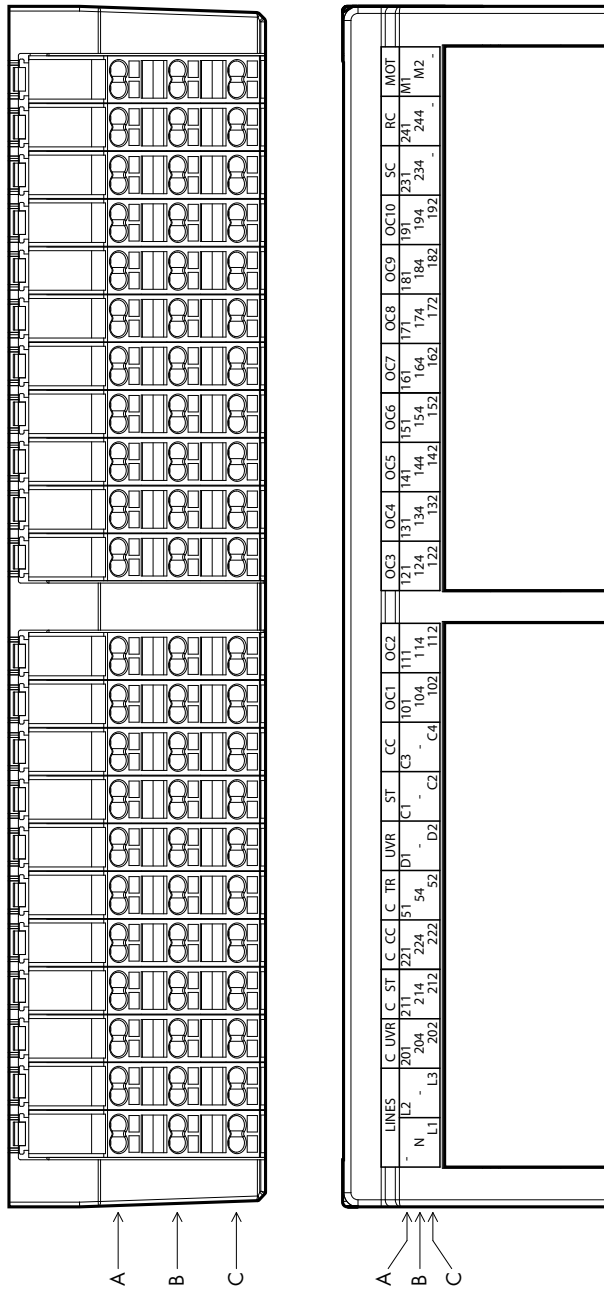 A
B
C
LINES C UVR C ST C CC C TR UVR ST CC OC1 OC2 OC3 OC4 OC5 OC6 OC7 OC8 OC9 OC10 SC RC MOT
A - L2 201 211 221 51 D1 C1 C3 101 111 121 131 141 151 161 171 181 191 231 241 M1
B N - 204 214 224 54 - - - 104 114 124 134 144 154 164 174 184 194 234 244 M2
C L1 L3 202 212 222 52 D2 C2 C4 102 112 122 132 142 152 162 172 182 192 - - -